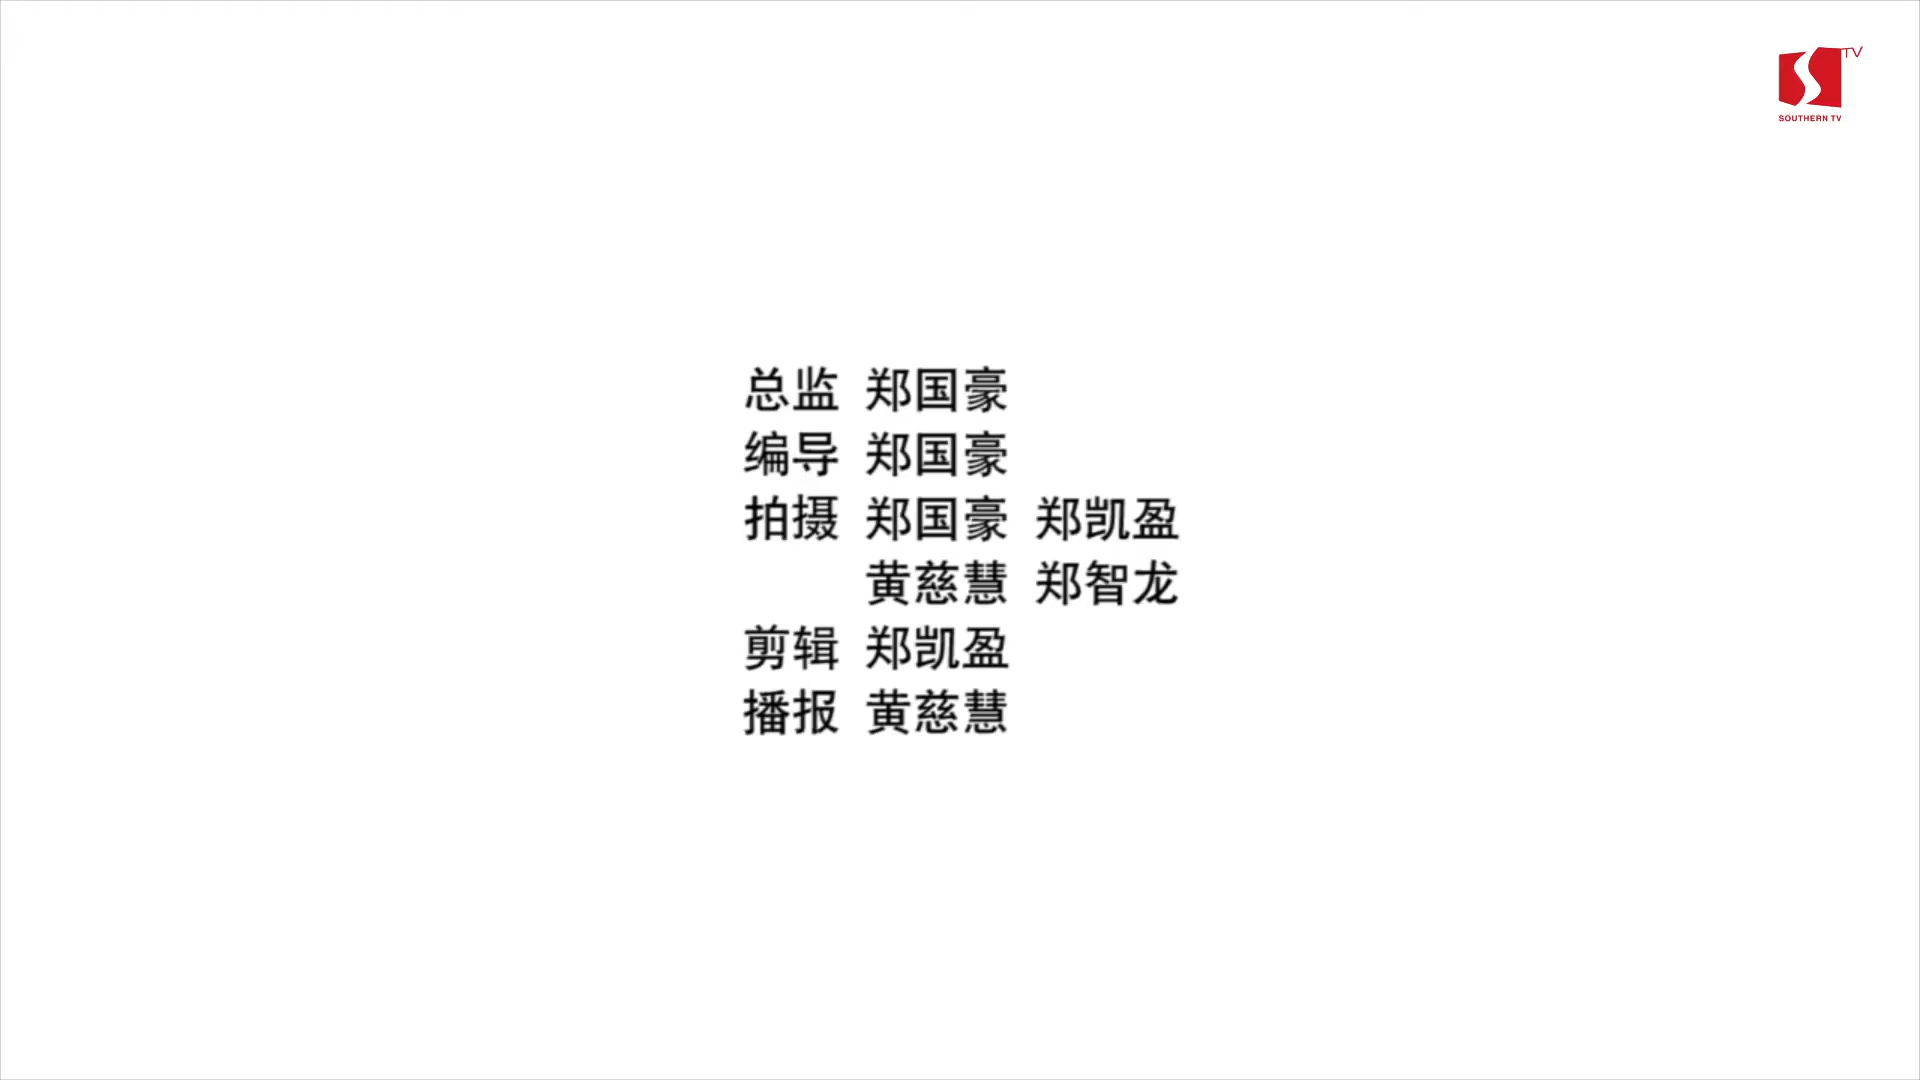 TV
SOUTHERN TV
总监 郑国豪
编导 郑国豪
拍摄 郑国豪 郑凯盈
黄慈慧 郑智龙
剪辑 郑凯盈
播报 黄慈慧